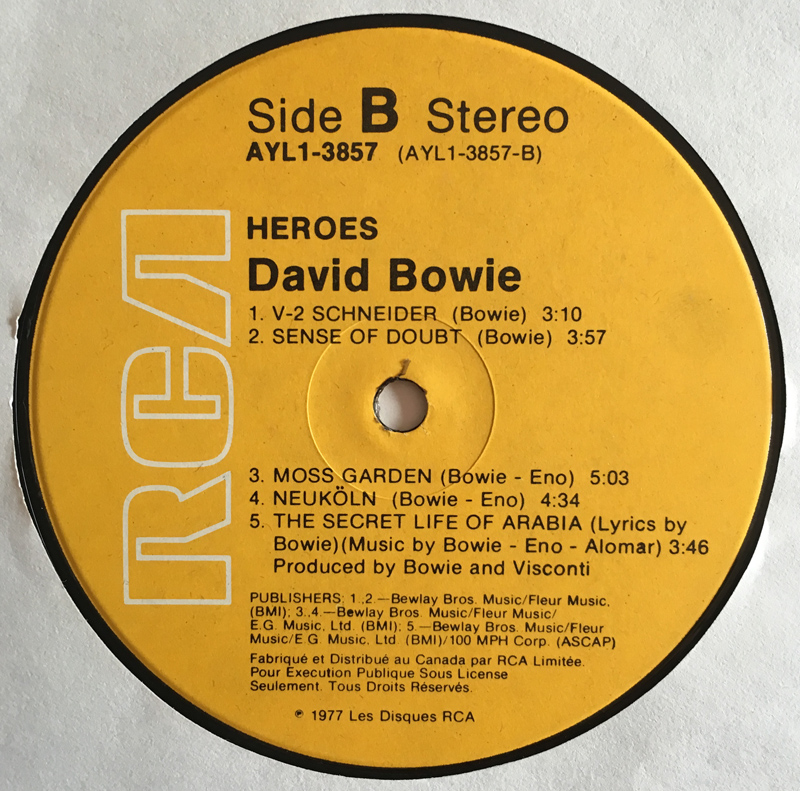 Side B Stereo
AYL1-3857 (AYL1-3857-B)
HEROES
David Bowie
1. V-2 SCHNEIDER (Bowie) 3:10
2. SENSE OF DOUBT (Bowie) 3:57
RCA
3. MOSS GARDEN (Bowie - Eno) 5:03
4. NEUKÖLN (Bowie - Eno) 4:34
5. THE SECRET LIFE OF ARABIA (Lyrics by
Bowie)(Music by Bowie - Eno - Alomar) 3:46
Produced by Bowie and Visconti
PUBLISHERS: 1.,2.—Bewlay Bros. Music/Fleur Music,
(BMI); 3.,4.—Bewlay Bros. Music/Fleur Music/
E.G. Music, Ltd. (BMI); 5.—Bewlay Bros. Music/Fleur
Music/E.G. Music, Ltd. (BMI)/100 MPH Corp. (ASCAP)
Fabriqué et Distribué au Canada par RCA Limitée.
Pour Execution Publique Sous License
Seulement. Tous Droits Réservés.
℗ 1977 Les Disques RCA